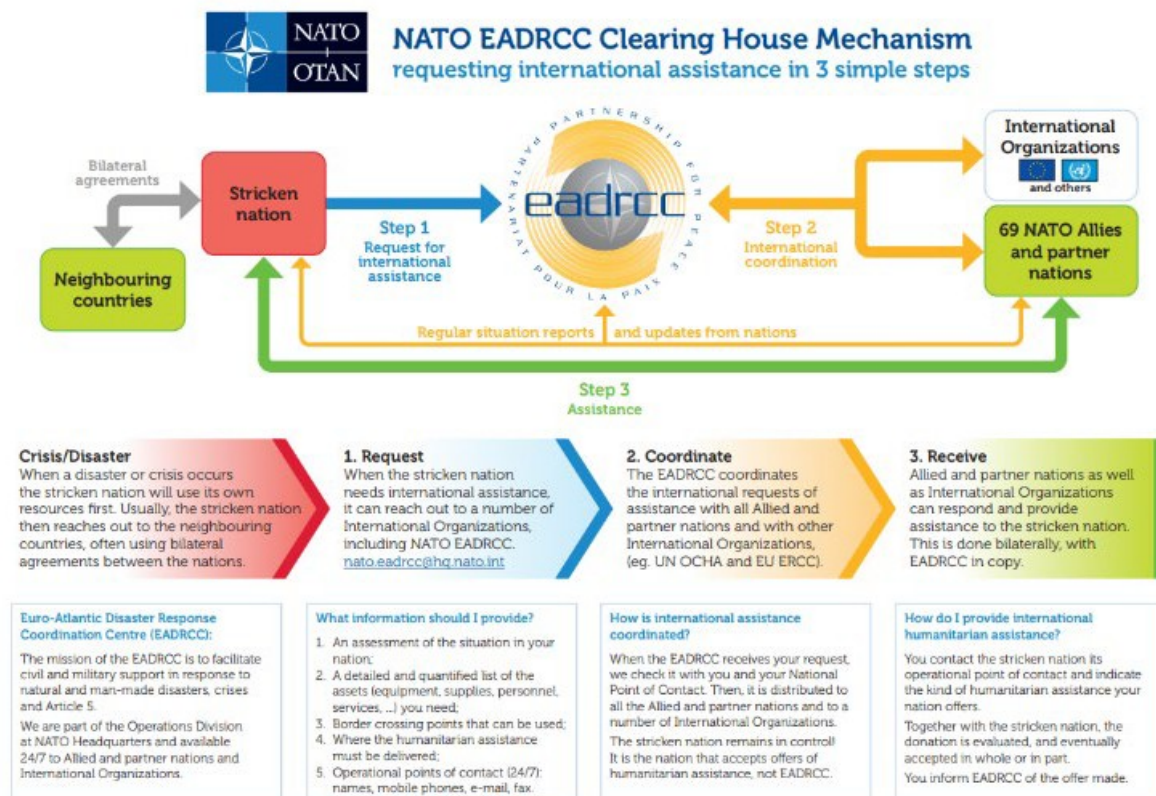 NATO
OTAN
NATO EADRCC Clearing House Mechanism
requesting international assistance in 3 simple steps
Bilateral
agreements
Stricken
nation
Neighbouring
countries
Step 1
Request for
international
assistance
PARTNERSHIP FOR PEACE
PARTENARIAT POUR LA PAIX
eadrcc
Step 2
International
coordination
International
Organizations
and others
69 NATO Allies
and partner
nations
Regular situation reports and updates from nations
Step 3
Assistance
Crisis/Disaster
When a disaster or crisis occurs
the stricken nation will use its own
resources first. Usually, the stricken nation
then reaches out to the neighbouring
countries, often using bilateral
agreements between the nations.
1. Request
When the stricken nation
needs international assistance,
it can reach out to a number of
International Organizations,
including NATO EADRCC.
nato.eadrcc@hq.nato.int
2. Coordinate
The EADRCC coordinates
the international requests of
assistance with all Allied and
partner nations and with other
International Organizations,
(eg. UN OCHA and EU ERCC).
3. Receive
Allied and partner nations as well
as International Organizations
can respond and provide
assistance to the stricken nation.
This is done bilaterally, with
EADRCC in copy.
Euro-Atlantic Disaster Response
Coordination Centre (EADRCC):
The mission of the EADRCC is to facilitate
civil and military support in response to
natural and man-made disasters, crises
and Article 5.
We are part of the Operations Division
at NATO Headquarters and available
24/7 to Allied and partner nations and
International Organizations.
What information should I provide?
1. An assessment of the situation in your
nation;
2. A detailed and quantified list of the
assets (equipment, supplies, personnel,
services, ...) you need;
3. Border crossing points that can be used;
4. Where the humanitarian assistance
must be delivered;
5. Operational points of contact (24/7):
names, mobile phones, e-mail, fax.
How is international assistance
coordinated?
When the EADRCC receives your request,
we check it with you and your National
Point of Contact. Then, it is distributed to
all the Allied and partner nations and to a
number of International Organizations.
The stricken nation remains in control!
It is the nation that accepts offers of
humanitarian assistance, not EADRCC.
How do I provide international
humanitarian assistance?
You contact the stricken nation its
operational point of contact and indicate
the kind of humanitarian assistance your
nation offers.
Together with the stricken nation, the
donation is evaluated, and eventually
accepted in whole or in part.
You inform EADRCC of the offer made.